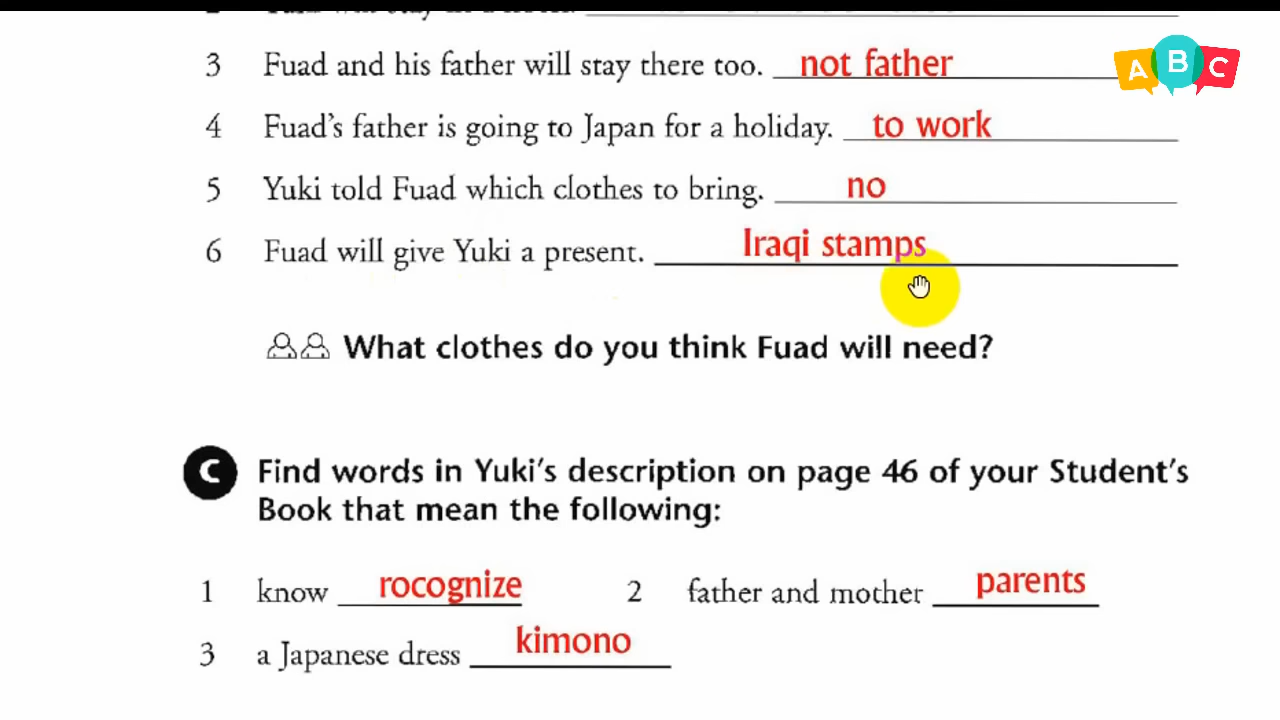 A B C
3 Fuad and his father will stay there too. not father
4 Fuad's father is going to Japan for a holiday. to work
5 Yuki told Fuad which clothes to bring. no
6 Fuad will give Yuki a present. Iraqi stamps
What clothes do you think Fuad will need?
C Find words in Yuki's description on page 46 of your Student's
Book that mean the following:
1 know rocognize 2 father and mother parents
3 a Japanese dress kimono